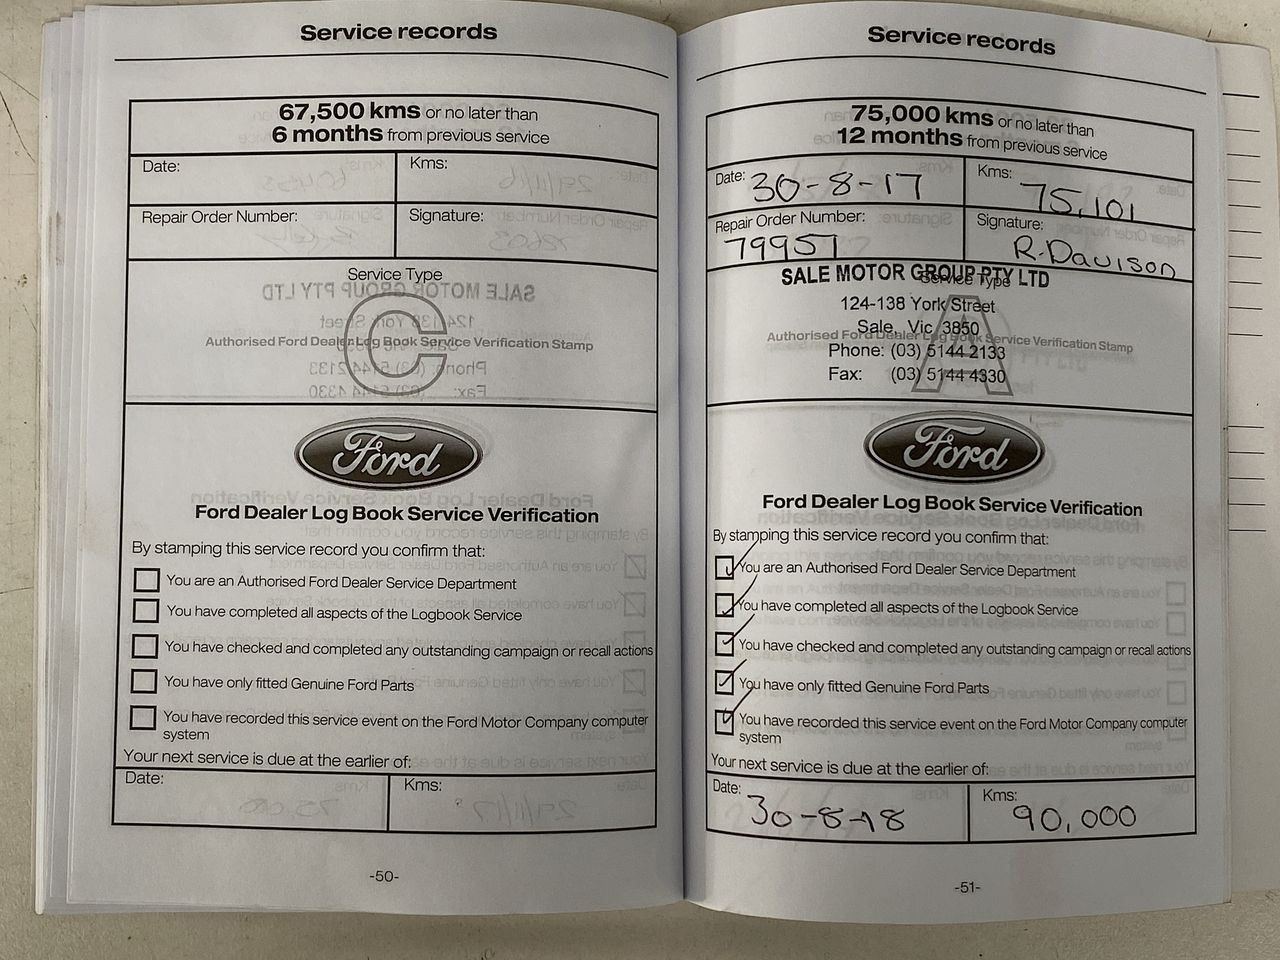 Service records
67,500 kms or no later than
6 months from previous service
Date:
Kms:
Repair Order Number:
Signature:
Service Type
C
Authorised Ford Dealer Log Book Service Verification Stamp
Ford
Ford Dealer Log Book Service Verification
By stamping this service record you confirm that:
You are an Authorised Ford Dealer Service Department
You have completed all aspects of the Logbook Service
You have checked and completed any outstanding campaign or recall actions
You have only fitted Genuine Ford Parts
You have recorded this service event on the Ford Motor Company computer
system
Your next service is due at the earlier of:
Date:
Kms:
-50-
Service records
75,000 kms or no later than
12 months from previous service
Date: 30-8-17
Kms: 75,101
Repair Order Number:
79957
Signature:
R.Davison
Service Type
SALE MOTOR GROUP PTY LTD
124-138 York Street
Sale, Vic 3850
Phone: (03) 5144 2133
Fax: (03) 5144 4330
A
Authorised Ford Dealer Log Book Service Verification Stamp
Ford
Ford Dealer Log Book Service Verification
By stamping this service record you confirm that:
You are an Authorised Ford Dealer Service Department
You have completed all aspects of the Logbook Service
You have checked and completed any outstanding campaign or recall actions
You have only fitted Genuine Ford Parts
You have recorded this service event on the Ford Motor Company computer
system
Your next service is due at the earlier of:
Date: 30-8-18
Kms: 90,000
-51-